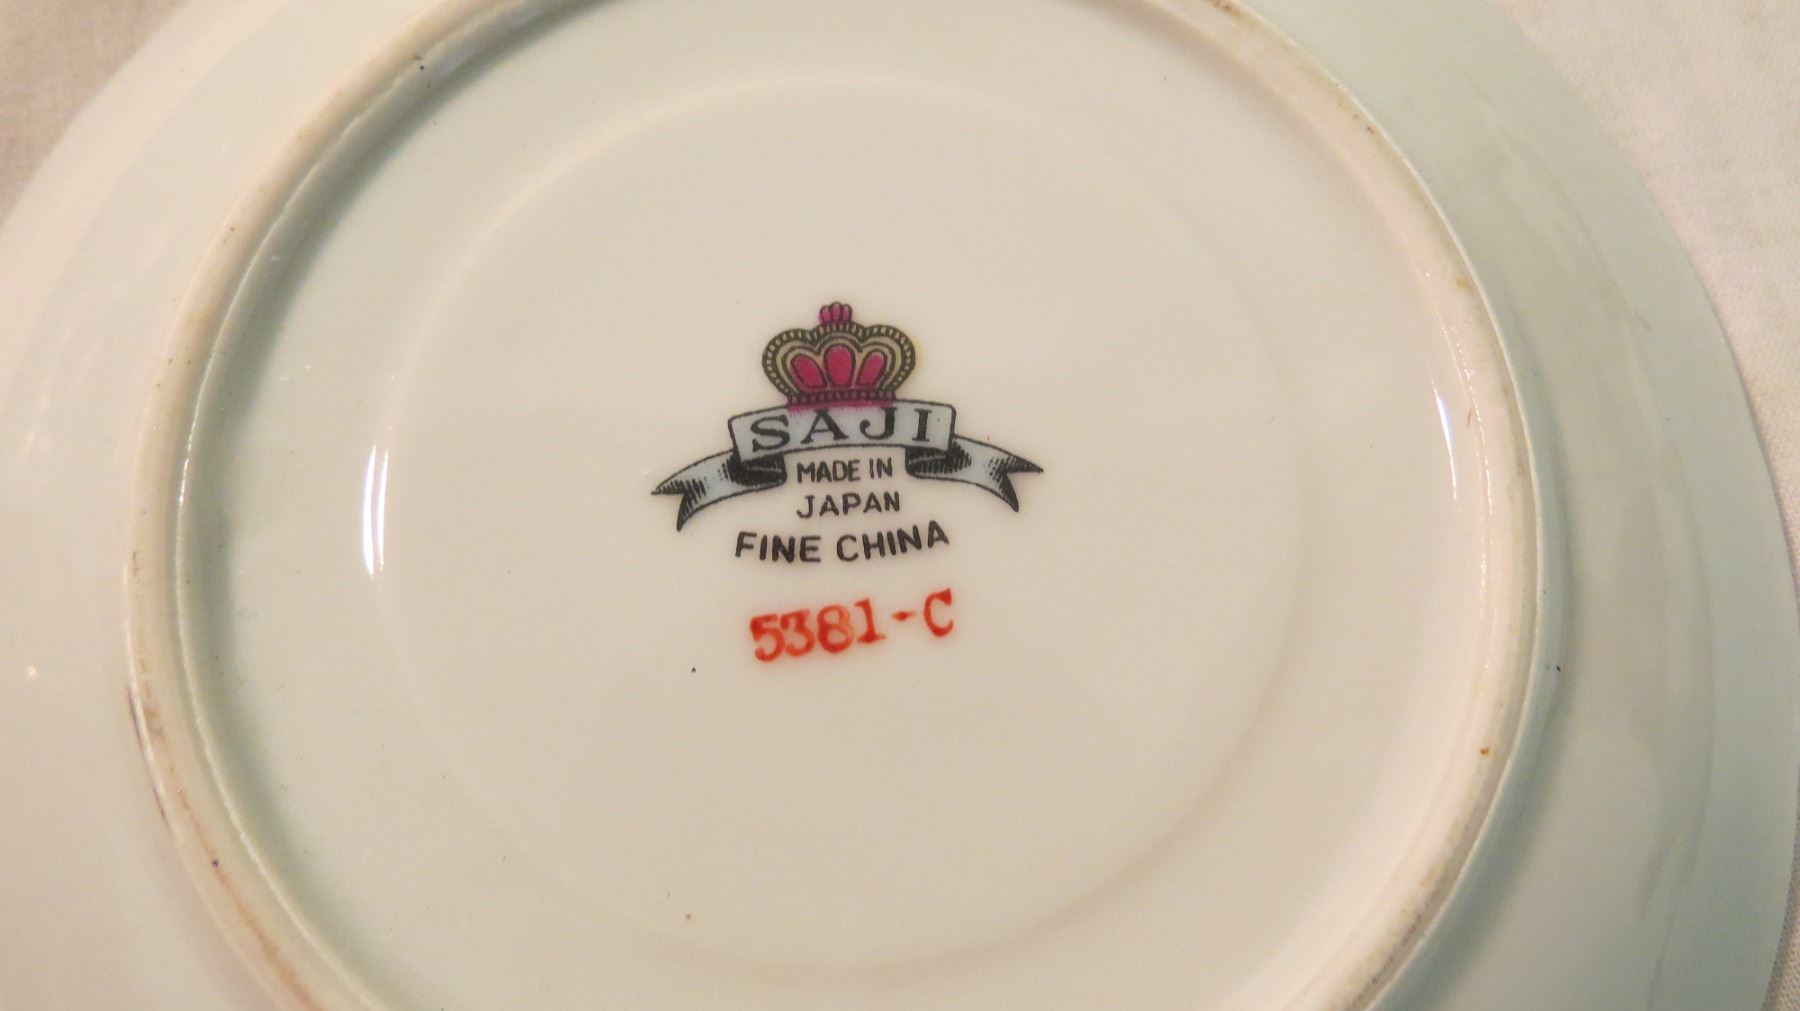 SAJI
MADE IN
JAPAN
FINE CHINA
5381-C